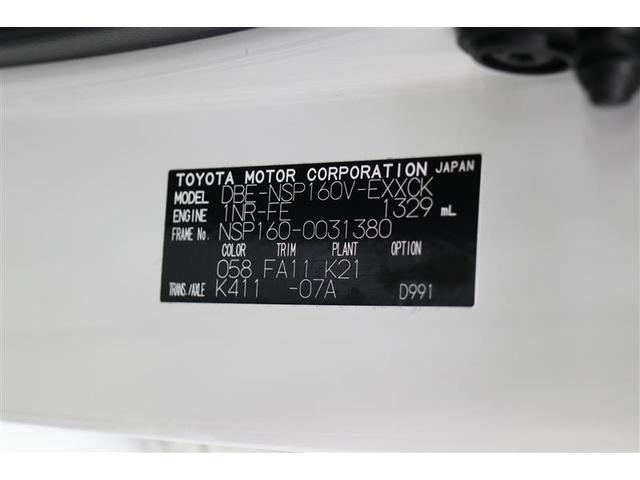 TOYOTA MOTOR CORPORATION JAPAN
MODEL DBE-NSP160V-EXXCK
ENGINE 1NR-FE 1329 mL
FRAME No. NSP160-0031380
COLOR TRIM PLANT OPTION
058 FA11 K21
TRANS./AXLE K411 -07A D991